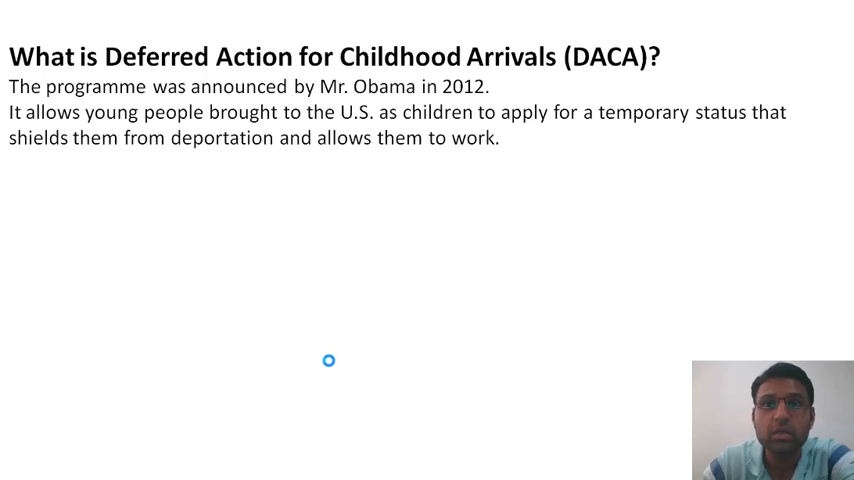 What is Deferred Action for Childhood Arrivals (DACA)?
The programme was announced by Mr. Obama in 2012.
It allows young people brought to the U.S. as children to apply for a temporary status that
shields them from deportation and allows them to work.